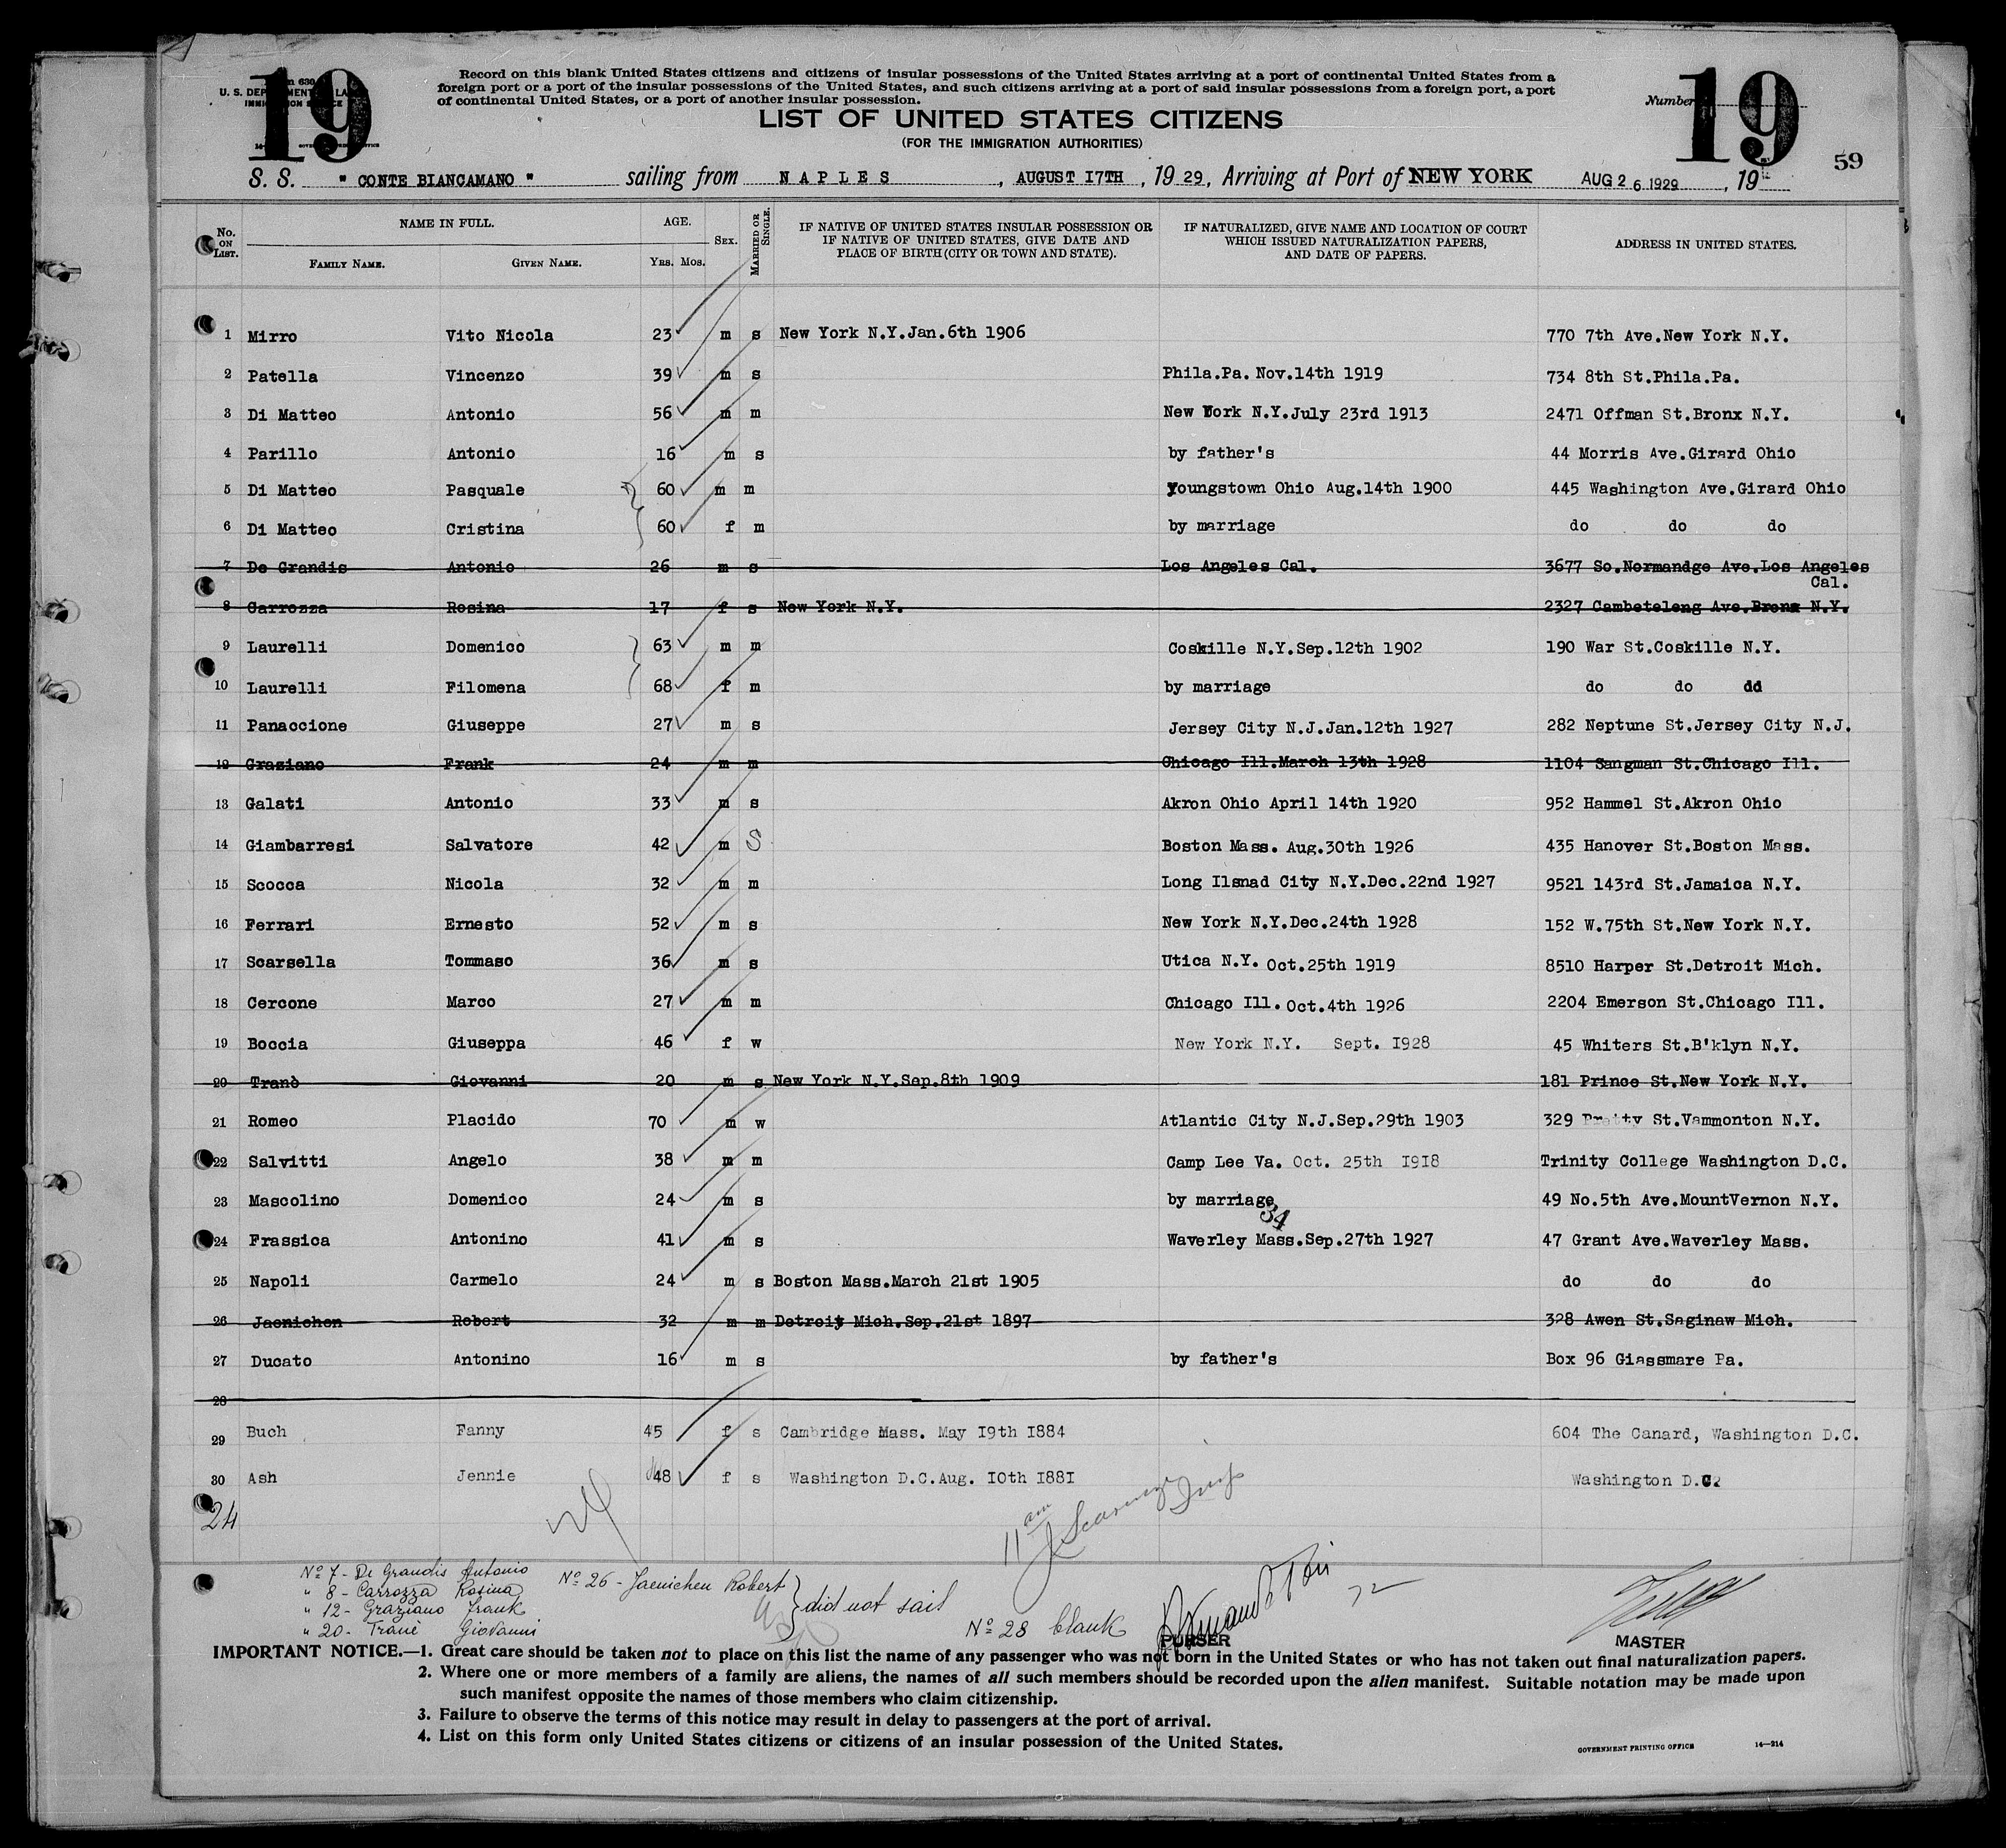 19
U. S. DEPARTMENT OF LA
IMMIGRATION SERVICE
Record on this blank United States citizens and citizens of insular possessions of the United States arriving at a port of continental United States from a
foreign port or a port of the insular possessions of the United States, and such citizens arriving at a port of said insular possessions from a foreign port, a port
of continental United States, or a port of another insular possession.
LIST OF UNITED STATES CITIZENS
(FOR THE IMMIGRATION AUTHORITIES)
Number 19
59
S. S. " CONTE BIANCAMANO " sailing from NAPLES , AUGUST I7TH , 19 29, Arriving at Port of NEW YORK AUG 26 1929 , 19
No. ON LIST. NAME IN FULL. AGE. SEX. MARRIED OR SINGLE. IF NATIVE OF UNITED STATES INSULAR POSSESSION OR IF NATIVE OF UNITED STATES, GIVE DATE AND PLACE OF BIRTH (CITY OR TOWN AND STATE). IF NATURALIZED, GIVE NAME AND LOCATION OF COURT WHICH ISSUED NATURALIZATION PAPERS, AND DATE OF PAPERS. ADDRESS IN UNITED STATES.
FAMILY NAME. GIVEN NAME. YRS. MOS.
1 Mirro Vito Nicola 23 m s New York N.Y.Jan.6th 1906 770 7th Ave.New York N.Y.
2 Patella Vincenzo 39 m s Phila.Pa. Nov.14th 1919 734 8th St.Phila.Pa.
3 Di Matteo Antonio 56 m m New York N.Y.July 23rd 1913 2471 Offman St.Bronx N.Y.
4 Parillo Antonio 16 m s by father's 44 Morris Ave.Girard Ohio
5 Di Matteo Pasquale 60 m m Youngstown Ohio Aug.14th 1900 445 Washington Ave.Girard Ohio
6 Di Matteo Cristina 60 f m by marriage do do do
7 De Grandis Antonio 26 m s Los Angeles Cal. 3677 So.Normandge Ave.Los Angeles
Cal.
8 Carrozza Rosina 17 f s New York N.Y. 2327 Cambeteleng Ave.Bronx N.Y.
9 Laurelli Domenico 63 m m Coskille N.Y.Sep.12th 1902 190 War St.Coskille N.Y.
10 Laurelli Filomena 68 f m by marriage do do dd
11 Panaccione Giuseppe 27 m s Jersey City N.J.Jan.12th 1927 282 Neptune St.Jersey City N.J.
12 Graziano Frank 24 m m Chicago Ill.March 13th 1928 1104 Sangman St.Chicago Ill.
13 Galati Antonio 33 m s Akron Ohio April 14th 1920 952 Hammel St.Akron Ohio
14 Giambarresi Salvatore 42 m S Boston Mass. Aug.30th 1926 435 Hanover St.Boston Mass.
15 Scocca Nicola 32 m m Long Ilsnad City N.Y.Dec.22nd 1927 9521 143rd St.Jamaica N.Y.
16 Ferrari Ernesto 52 m s New York N.Y.Dec.24th 1928 152 W.75th St.New York N.Y.
17 Scarsella Tommaso 36 m s Utica N.Y. Oct.25th 1919 8510 Harper St.Detroit Mich.
18 Cercone Marco 27 m m Chicago Ill. Oct.4th 1926 2204 Emerson St.Chicago Ill.
19 Boccia Giuseppa 46 f w New York N.Y. Sept. I928 45 Whiters St.B'klyn N.Y.
20 Tranè Giovanni 20 m s New York N.Y.Sep.8th 1909 181 Prince St.New York N.Y.
21 Romeo Placido 70 m w Atlantic City N.J.Sep.29th 1903 329 St.Vammonton N.Y.
22 Salvitti Angelo 38 m m Camp Lee Va. Oct. 25th I9I8 Trinity College Washington D.C.
23 Mascolino Domenico 24 m s by marriage 49 No.5th Ave.MountVernon N.Y.
34
24 Frassica Antonino 41 m s Waverley Mass.Sep.27th 1927 47 Grant Ave.Waverley Mass.
25 Napoli Carmelo 24 m s Boston Mass.March 21st 1905 do do do
26 Jaenichen Robert 32 m m Detroit Mich.Sep.21st 1897 328 Awen St.Saginaw Mich.
27 Ducato Antonino 16 m s by father's Box 96 Giassmare Pa.
28
29 Buch Fanny 45 f s Cambridge Mass. May I9th I884 604 The Canard, Washington D.C.
30 Ash Jennie 48 f s Washington D.C.Aug. I0th I88I Washington D.C.
24
11 am
Nº 7 - De Grandis Antonio Nº 26 - Jaenichen Robert
" 8 - Carrozza Rosina
" 12 - Graziano Frank } did not sail
" 20 - Tranè Giovanni Nº 28 blank
PURSER MASTER
IMPORTANT NOTICE.—1. Great care should be taken not to place on this list the name of any passenger who was not born in the United States or who has not taken out final naturalization papers.
2. Where one or more members of a family are aliens, the names of all such members should be recorded upon the alien manifest. Suitable notation may be made upon
such manifest opposite the names of those members who claim citizenship.
3. Failure to observe the terms of this notice may result in delay to passengers at the port of arrival.
4. List on this form only United States citizens or citizens of an insular possession of the United States.
GOVERNMENT PRINTING OFFICE 14—214